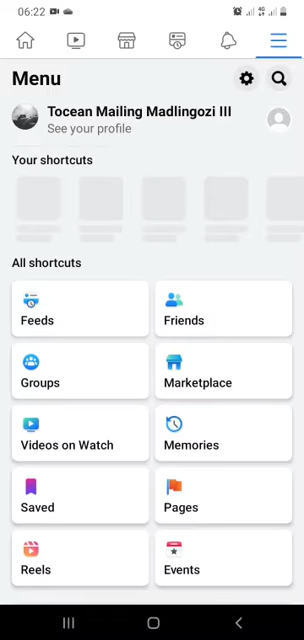 06:22
Menu
Tocean Mailing Madlingozi III
See your profile
Your shortcuts
All shortcuts
Feeds
Friends
Groups
Marketplace
Videos on Watch
Memories
Saved
Pages
Reels
Events